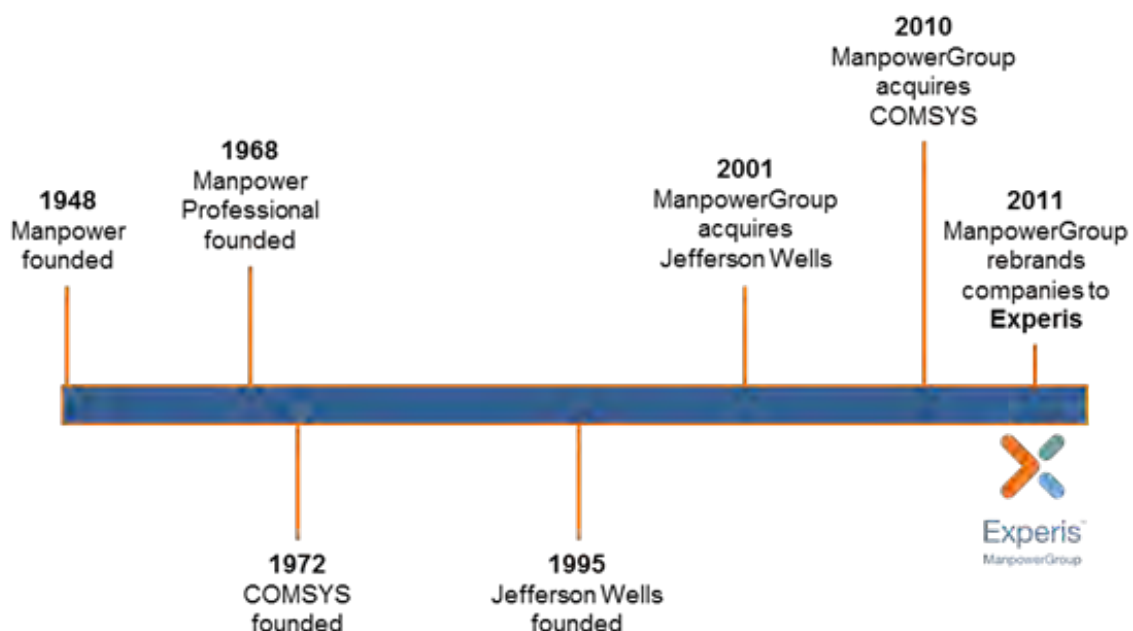 1948
Manpower
founded
1968
Manpower
Professional
founded
2001
ManpowerGroup
acquires
Jefferson Wells
2010
ManpowerGroup
acquires
COMSYS
2011
ManpowerGroup
rebrands
companies to
Experis
1972
COMSYS
founded
1995
Jefferson Wells
founded
Experis™
ManpowerGroup